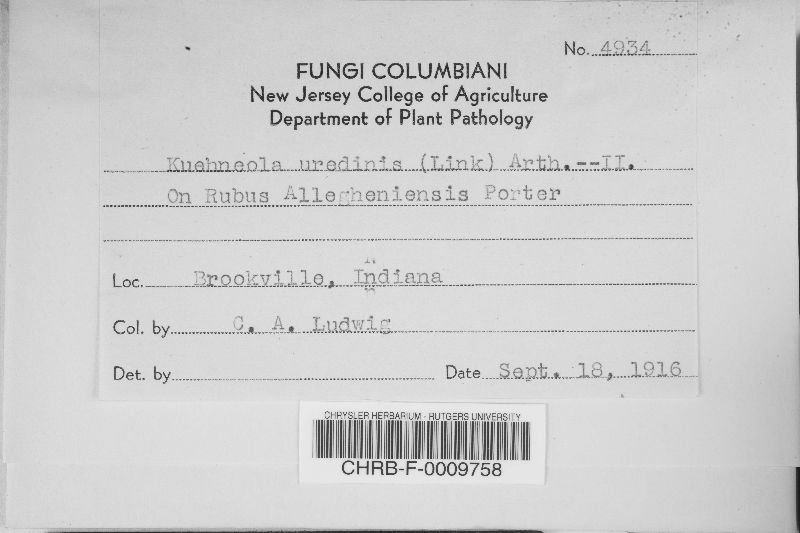 No. 4934
FUNGI COLUMBIANI
New Jersey College of Agriculture
Department of Plant Pathology
Kuehneola uredinis (Link) Arth.--II.
On Rubus Allegheniensis Porter
Loc. Brookville, Indiana
Col. by C. A. Ludwig
Det. by
Date Sept. 18, 1916
CHRYSLER HERBARIUM - RUTGERS UNIVERSITY
CHRB-F-0009758